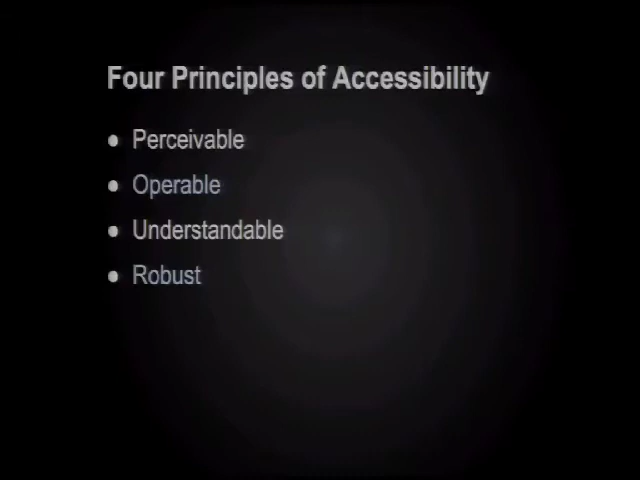 Four Principles of Accessibility
● Perceivable
● Operable
● Understandable
● Robust